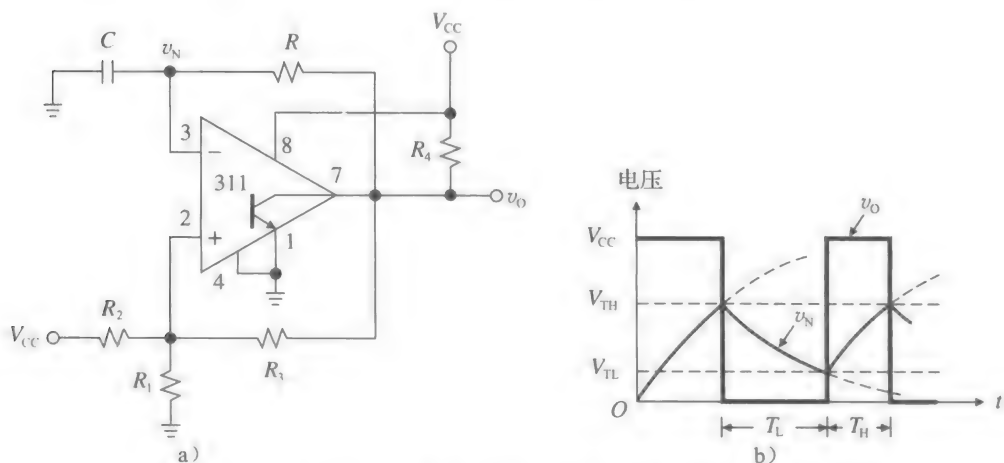 V_CC
C
v_N
R
3
8
R_4
311
7
v_O
2
1
4
R_2
V_CC
R_1
R_3
a）
电压
v_O
V_CC
V_TH
v_N
V_TL
O
t
T_L
T_H
b）